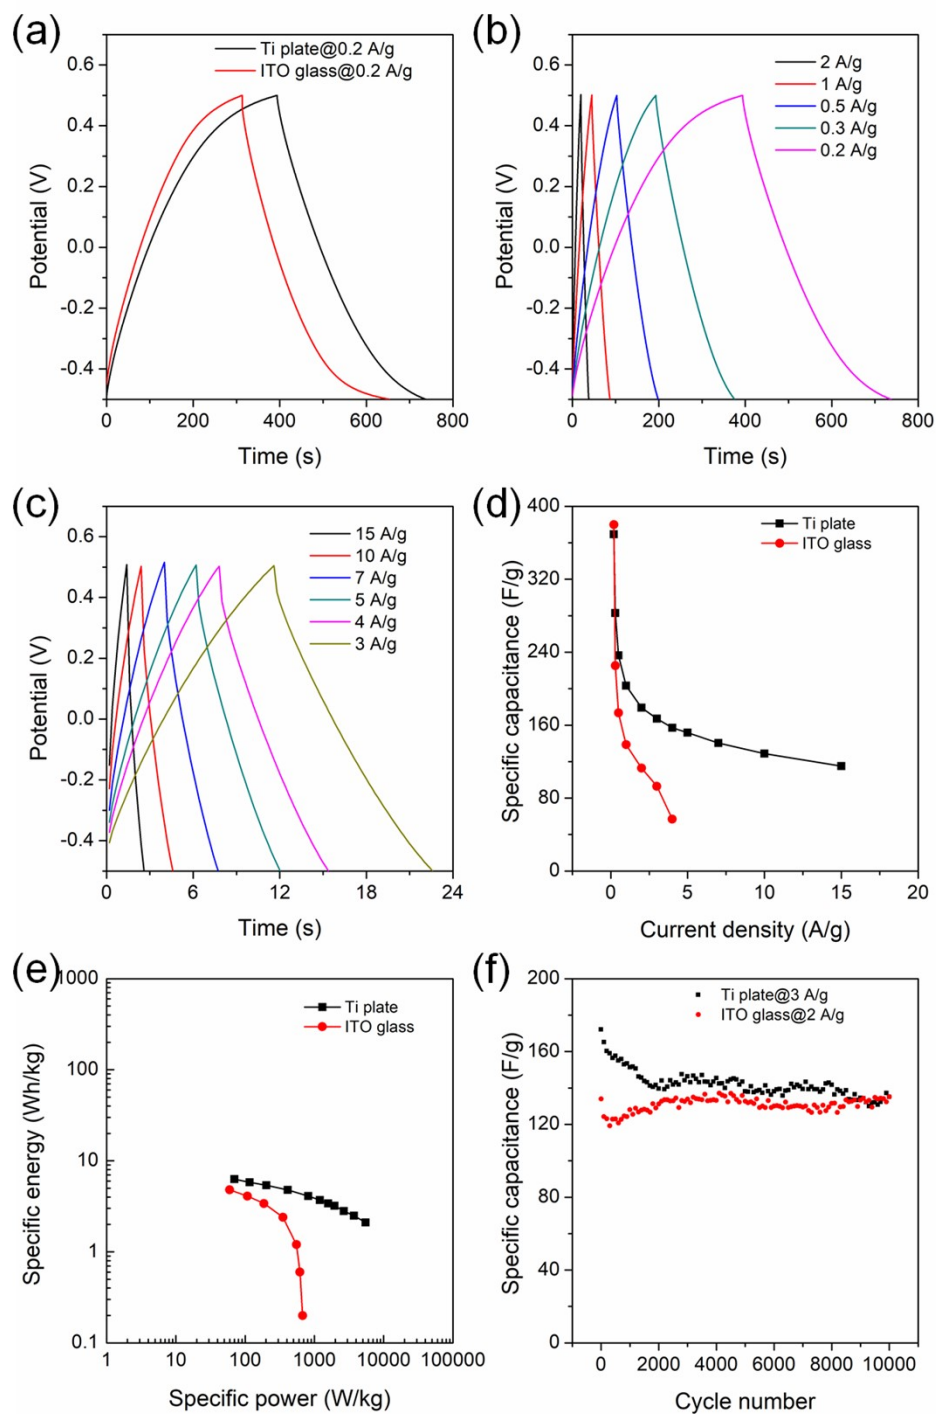 (a)
Ti plate@0.2 A/g
ITO glass@0.2 A/g
0.6
0.4
0.2
0.0
-0.2
-0.4
Potential (V)
0 200 400 600 800
Time (s)
(b)
2 A/g
1 A/g
0.5 A/g
0.3 A/g
0.2 A/g
0.6
0.4
0.2
0.0
-0.2
-0.4
Potential (V)
0 200 400 600 800
Time (s)
(c)
15 A/g
10 A/g
7 A/g
5 A/g
4 A/g
3 A/g
0.6
0.4
0.2
0.0
-0.2
-0.4
Potential (V)
0 6 12 18 24
Time (s)
(d)
Ti plate
ITO glass
400
320
240
160
80
0
Specific capacitance (F/g)
0 5 10 15 20
Current density (A/g)
(e)
Ti plate
ITO glass
1000
100
10
1
0.1
Specific energy (Wh/kg)
1 10 100 1000 10000 100000
Specific power (W/kg)
(f)
Ti plate@3 A/g
ITO glass@2 A/g
200
160
120
80
40
0
Specific capacitance (F/g)
0 2000 4000 6000 8000 10000
Cycle number